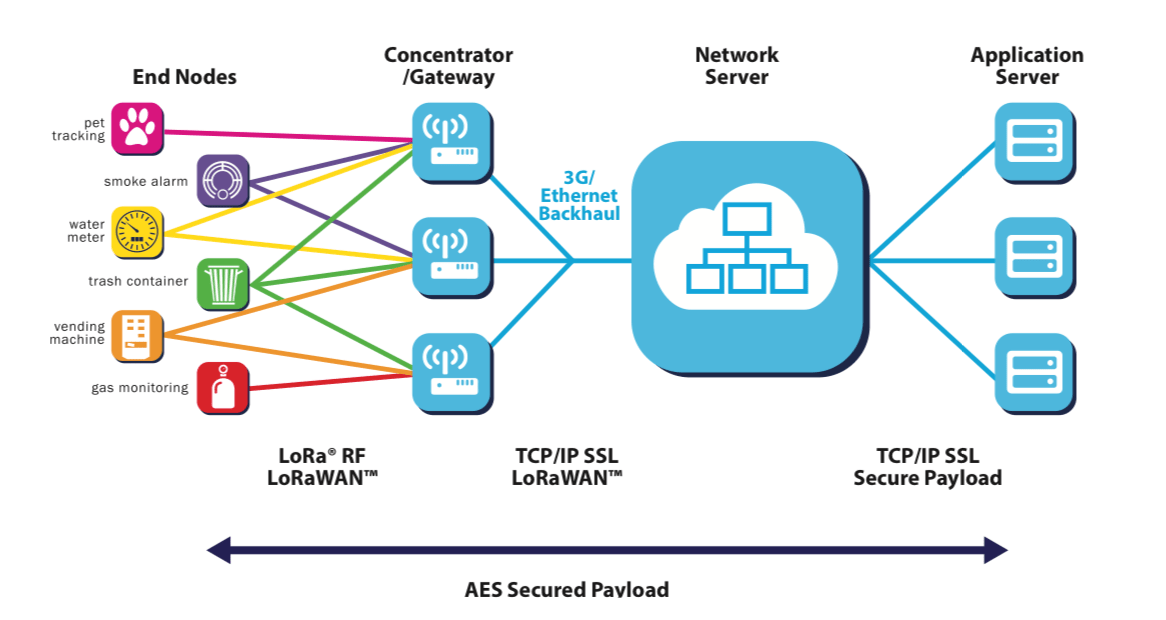 End Nodes
Concentrator
/Gateway
Network
Server
Application
Server
pet
tracking
smoke alarm
water
meter
trash container
vending
machine
gas monitoring
3G/
Ethernet
Backhaul
LoRa® RF
LoRaWAN™
TCP/IP SSL
LoRaWAN™
TCP/IP SSL
Secure Payload
AES Secured Payload